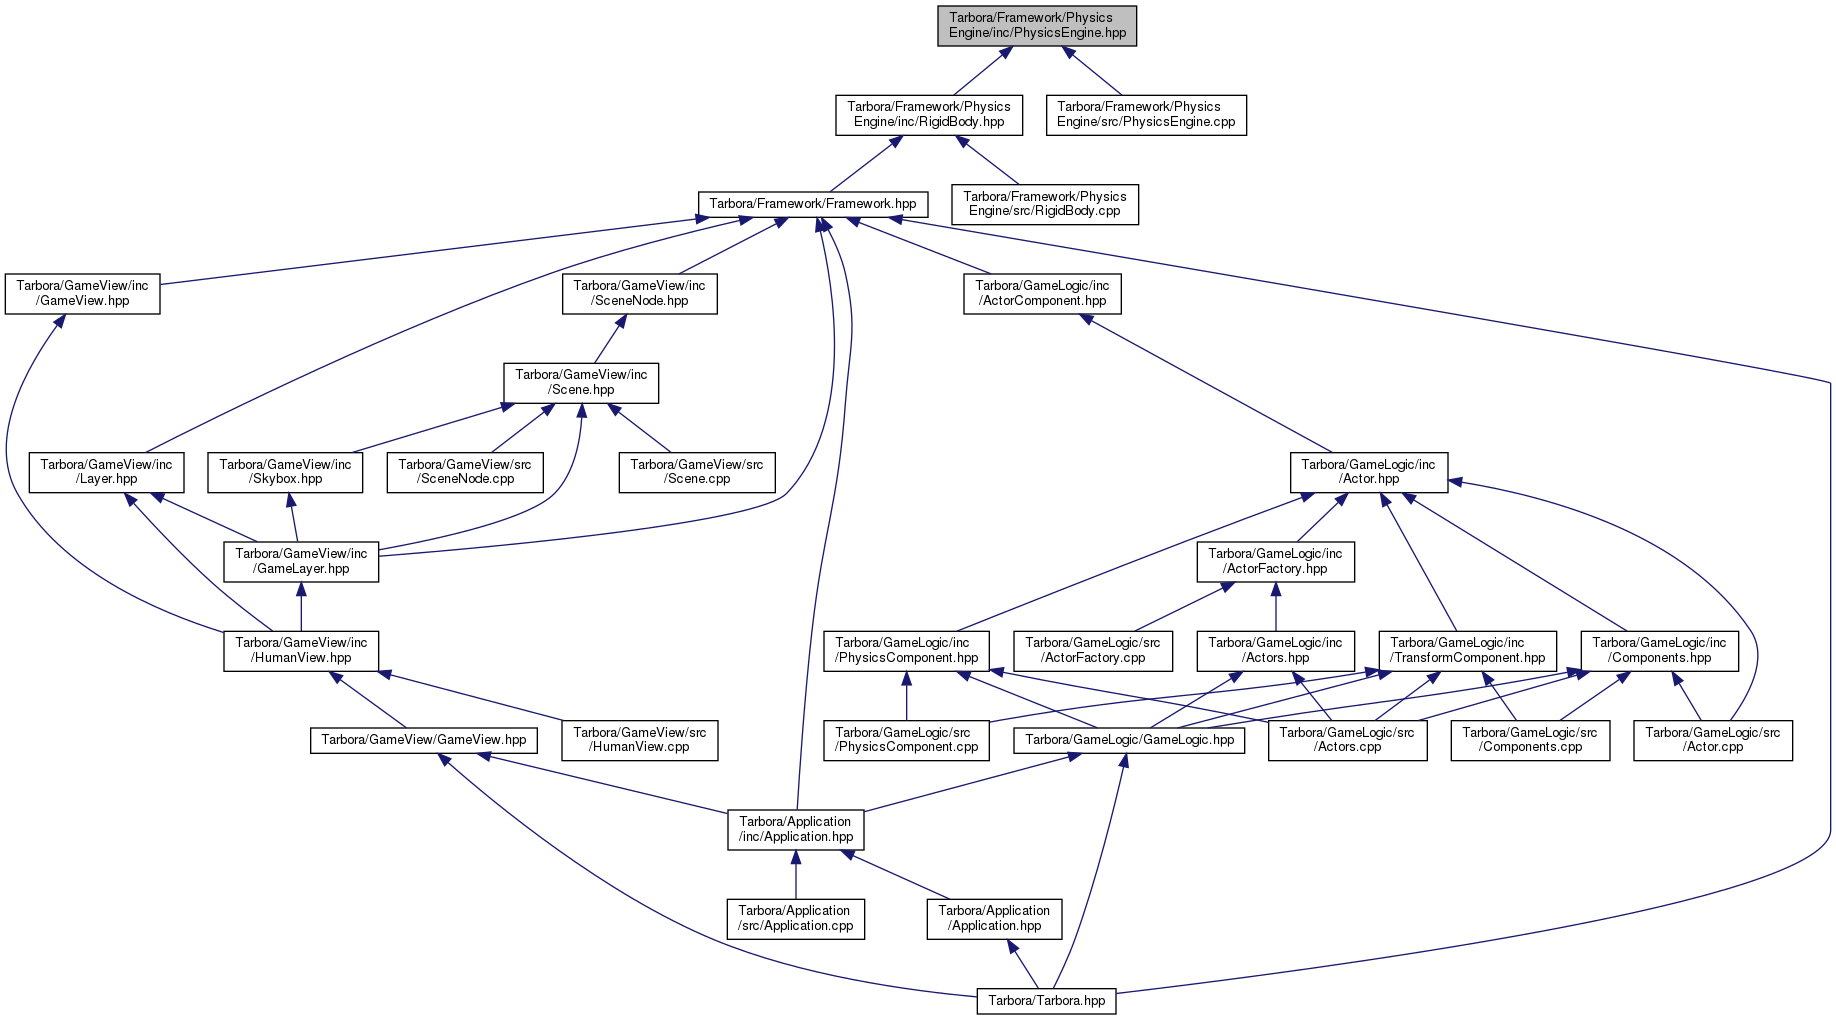 Tarbora/Framework/Physics
Engine/inc/PhysicsEngine.hpp
Tarbora/Framework/Physics
Engine/inc/RigidBody.hpp
Tarbora/Framework/Physics
Engine/src/PhysicsEngine.cpp
Tarbora/Framework/Framework.hpp
Tarbora/Framework/Physics
Engine/src/RigidBody.cpp
Tarbora/GameView/inc
/GameView.hpp
Tarbora/GameView/inc
/SceneNode.hpp
Tarbora/GameLogic/inc
/ActorComponent.hpp
Tarbora/GameView/inc
/Scene.hpp
Tarbora/GameView/inc
/Layer.hpp
Tarbora/GameView/inc
/Skybox.hpp
Tarbora/GameView/src
/SceneNode.cpp
Tarbora/GameView/src
/Scene.cpp
Tarbora/GameLogic/inc
/Actor.hpp
Tarbora/GameView/inc
/GameLayer.hpp
Tarbora/GameLogic/inc
/ActorFactory.hpp
Tarbora/GameView/inc
/HumanView.hpp
Tarbora/GameLogic/inc
/PhysicsComponent.hpp
Tarbora/GameLogic/src
/ActorFactory.cpp
Tarbora/GameLogic/inc
/Actors.hpp
Tarbora/GameLogic/inc
/TransformComponent.hpp
Tarbora/GameLogic/inc
/Components.hpp
Tarbora/GameView/GameView.hpp
Tarbora/GameView/src
/HumanView.cpp
Tarbora/GameLogic/src
/PhysicsComponent.cpp
Tarbora/GameLogic/GameLogic.hpp
Tarbora/GameLogic/src
/Actors.cpp
Tarbora/GameLogic/src
/Components.cpp
Tarbora/GameLogic/src
/Actor.cpp
Tarbora/Application
/inc/Application.hpp
Tarbora/Application
/src/Application.cpp
Tarbora/Application
/Application.hpp
Tarbora/Tarbora.hpp